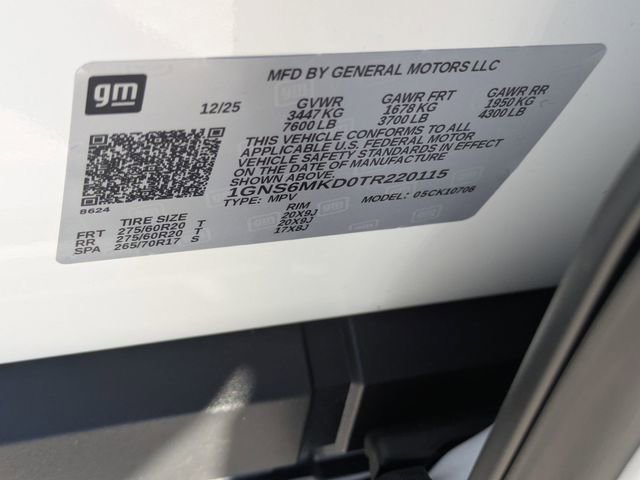 gm
MFD BY GENERAL MOTORS LLC
12/25 GVWR GAWR FRT GAWR RR
3447 KG 1678 KG 1950 KG
7600 LB 3700 LB 4300 LB
THIS VEHICLE CONFORMS TO ALL
APPLICABLE U.S. FEDERAL MOTOR
VEHICLE SAFETY STANDARDS IN EFFECT
ON THE DATE OF MANUFACTURE
SHOWN ABOVE.
1GNS6MKD0TR220115
8624
TYPE: MPV MODEL: 05CK10706
TIRE SIZE RIM
FRT 275/60R20 T 20X9J
RR 275/60R20 T 20X9J
SPA 265/70R17 S 17X8J